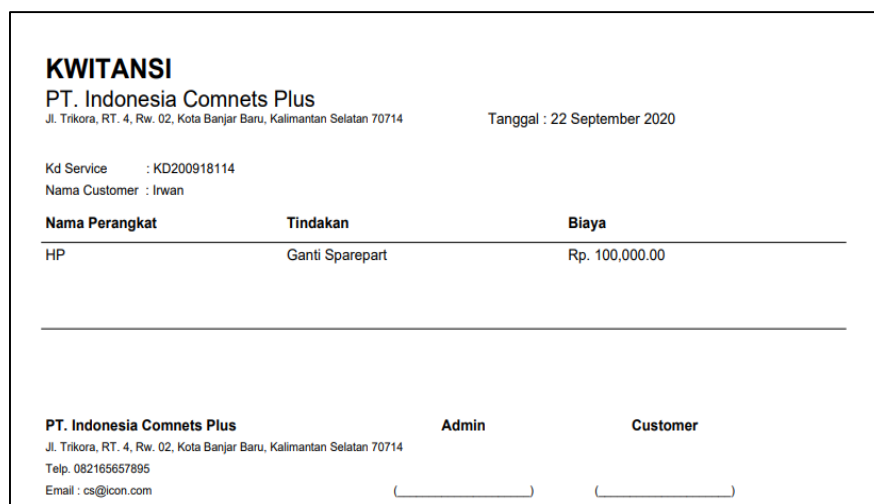 KWITANSI
PT. Indonesia Comnets Plus
Jl. Trikora, RT. 4, Rw. 02, Kota Banjar Baru, Kalimantan Selatan 70714
Tanggal : 22 September 2020
Kd Service : KD200918114
Nama Customer : Irwan
Nama Perangkat Tindakan Biaya
HP Ganti Sparepart Rp. 100,000.00
PT. Indonesia Comnets Plus Admin Customer
Jl. Trikora, RT. 4, Rw. 02, Kota Banjar Baru, Kalimantan Selatan 70714
Telp. 082165657895
Email : cs@icon.com (____________________) (____________________)